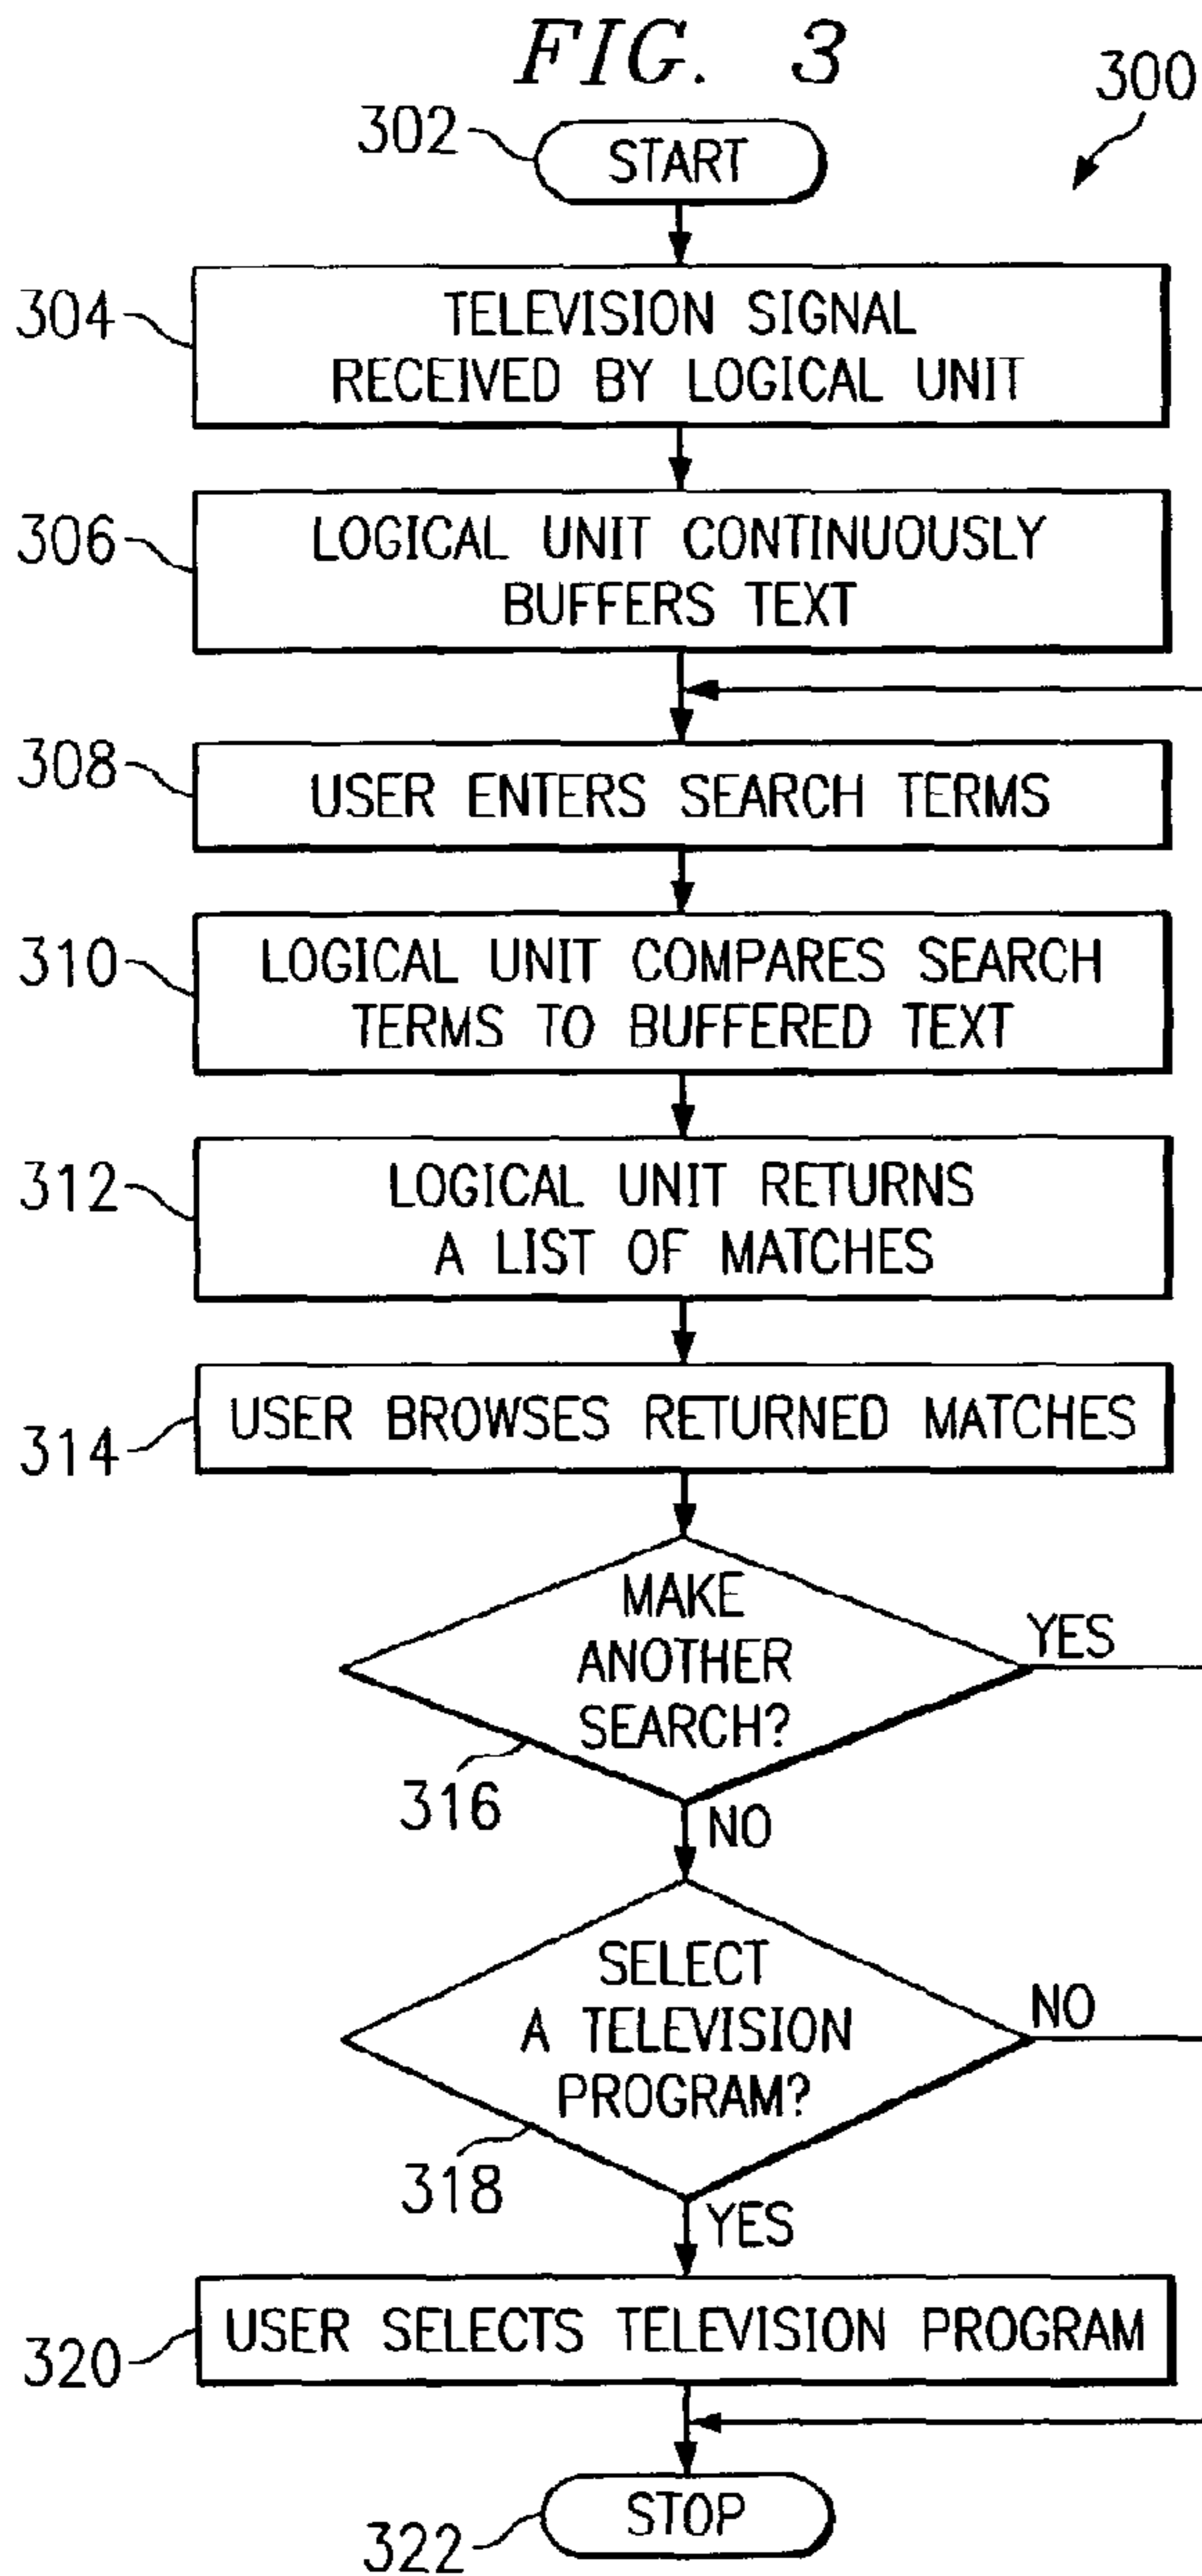 FIG. 3
300
302
START
304
TELEVISION SIGNAL
RECEIVED BY LOGICAL UNIT
306
LOGICAL UNIT CONTINUOUSLY
BUFFERS TEXT
308
USER ENTERS SEARCH TERMS
310
LOGICAL UNIT COMPARES SEARCH
TERMS TO BUFFERED TEXT
312
LOGICAL UNIT RETURNS
A LIST OF MATCHES
314
USER BROWSES RETURNED MATCHES
MAKE
ANOTHER
SEARCH?
YES
316
NO
SELECT
A TELEVISION
PROGRAM?
NO
318
YES
320
USER SELECTS TELEVISION PROGRAM
STOP
322